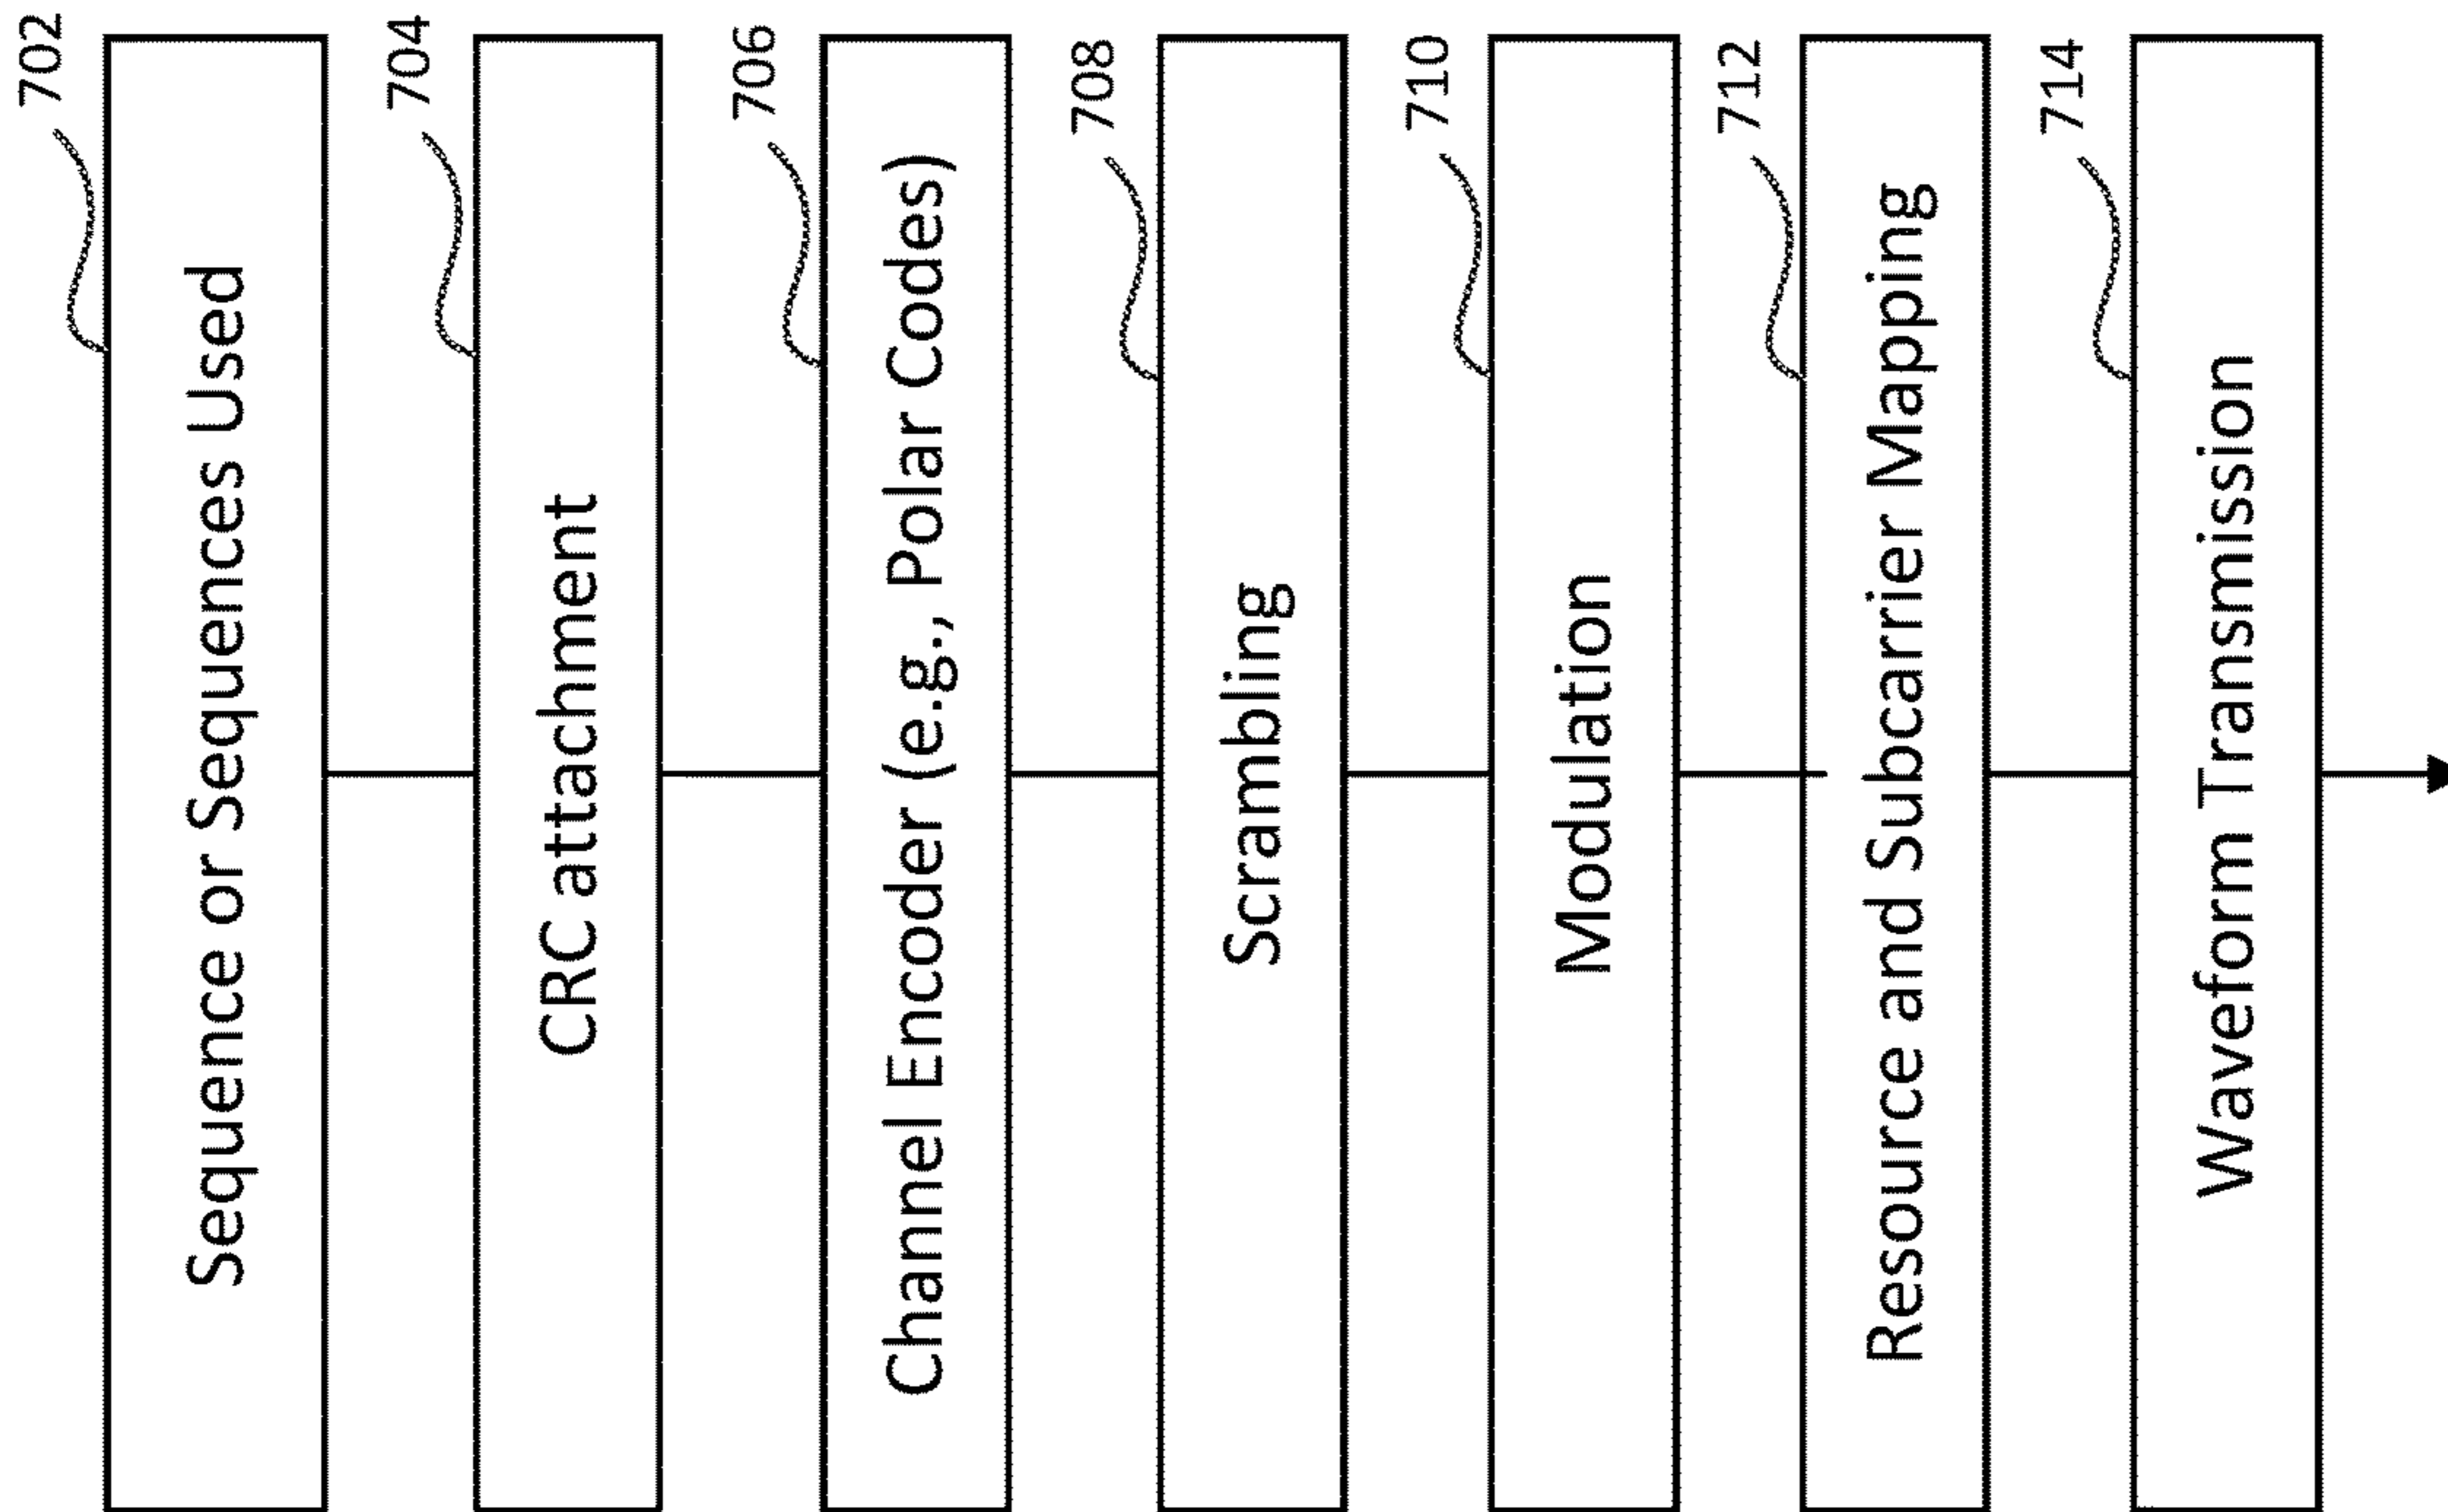 702
Sequence or Sequences Used
704
CRC attachment
706
Channel Encoder (e.g., Polar Codes)
708
Scrambling
710
Modulation
712
Resource and Subcarrier Mapping
714
Waveform Transmission